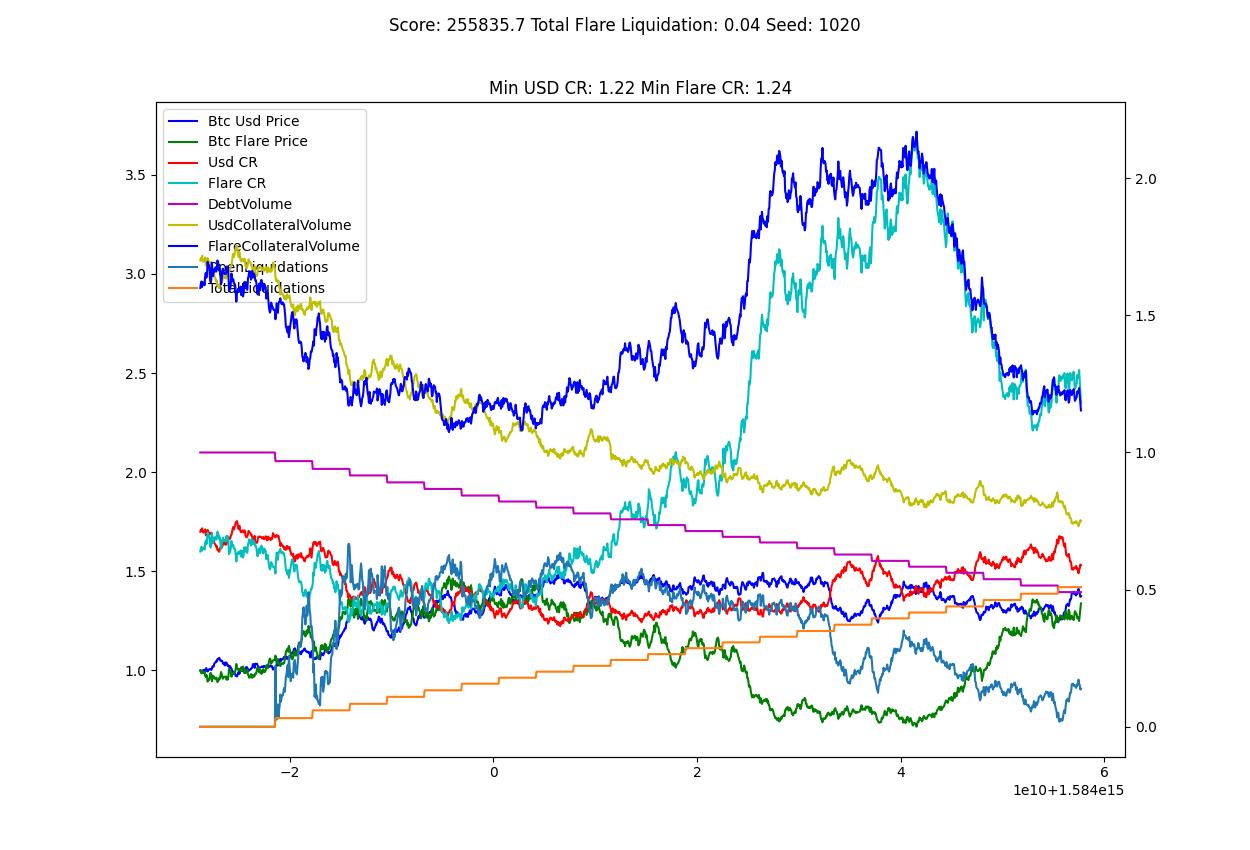 Score: 255835.7 Total Flare Liquidation: 0.04 Seed: 1020
Min USD CR: 1.22 Min Flare CR: 1.24
Btc Usd Price
Btc Flare Price
Usd CR
Flare CR
DebtVolume
UsdCollateralVolume
FlareCollateralVolume
OpenLiquidations
TotalLiquidations
3.5
3.0
2.5
2.0
1.5
1.0
2.0
1.5
1.0
0.5
0.0
−2
0
2
4
6
1e10+1.584e15